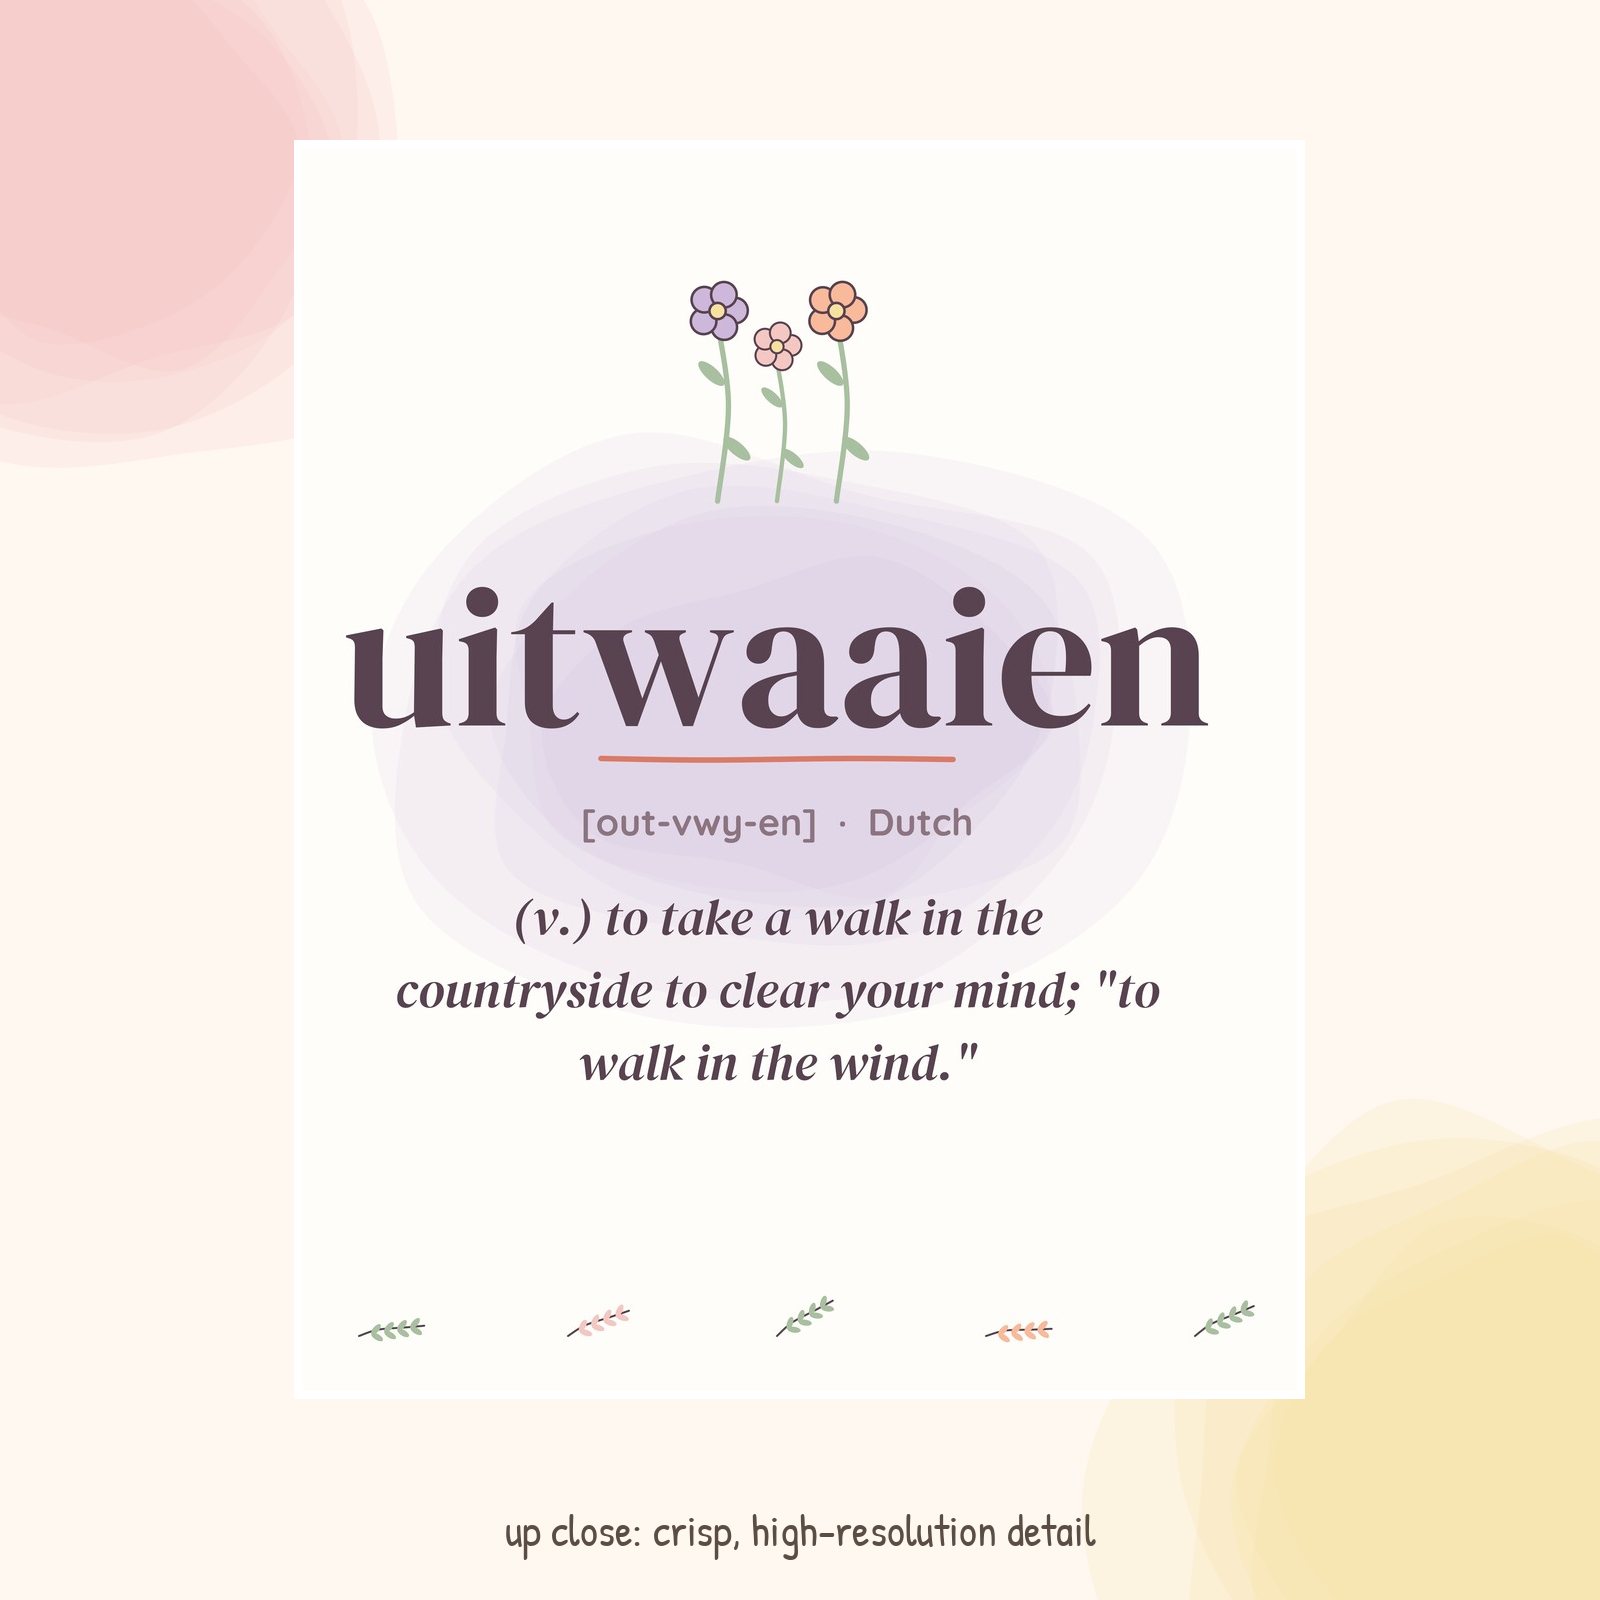 uitwaaien
[out-vwy-en] · Dutch
(v.) to take a walk in the
countryside to clear your mind; "to
walk in the wind."
up close: crisp, high-resolution detail